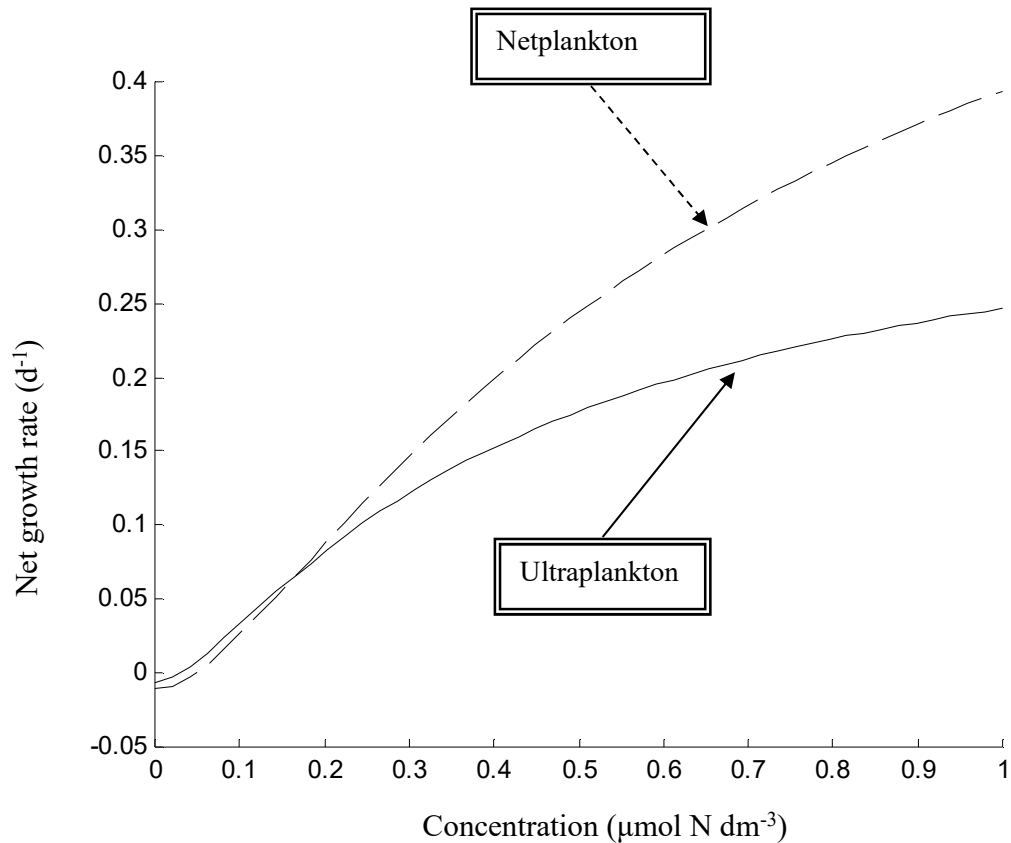 Netplankton
0.4
0.35
0.3
0.25
0.2
0.15
0.1
0.05
0
-0.05
Net growth rate (d-1)
Ultraplankton
0 0.1 0.2 0.3 0.4 0.5 0.6 0.7 0.8 0.9 1
Concentration (μmol N dm-3)